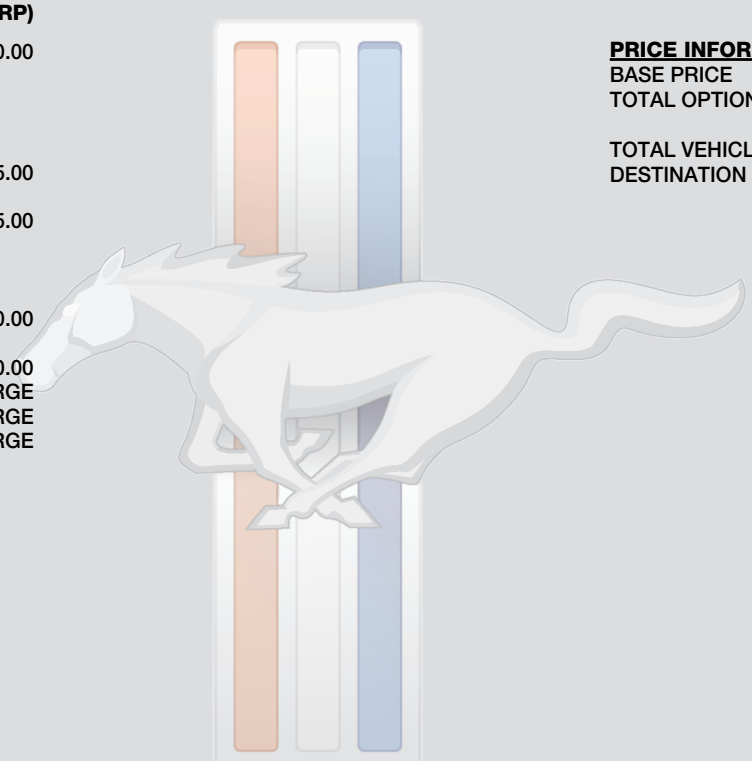 RP)
0.00
5.00
5.00
0.00
0.00
RGE
RGE
RGE
PRICE INFOR
BASE PRICE
TOTAL OPTION
TOTAL VEHICL
DESTINATION